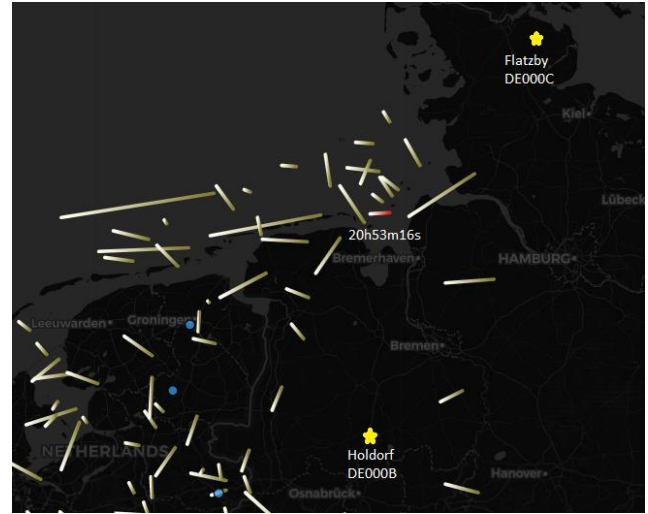 Flatzby
DE000C
Kiel
Lübeck
20h53m16s
Bremerhaven
HAMBURG
Leeuwarden
Groningen
Bremen
NETHERLANDS
Holdorf
DE000B
Hanover
Osnabrück